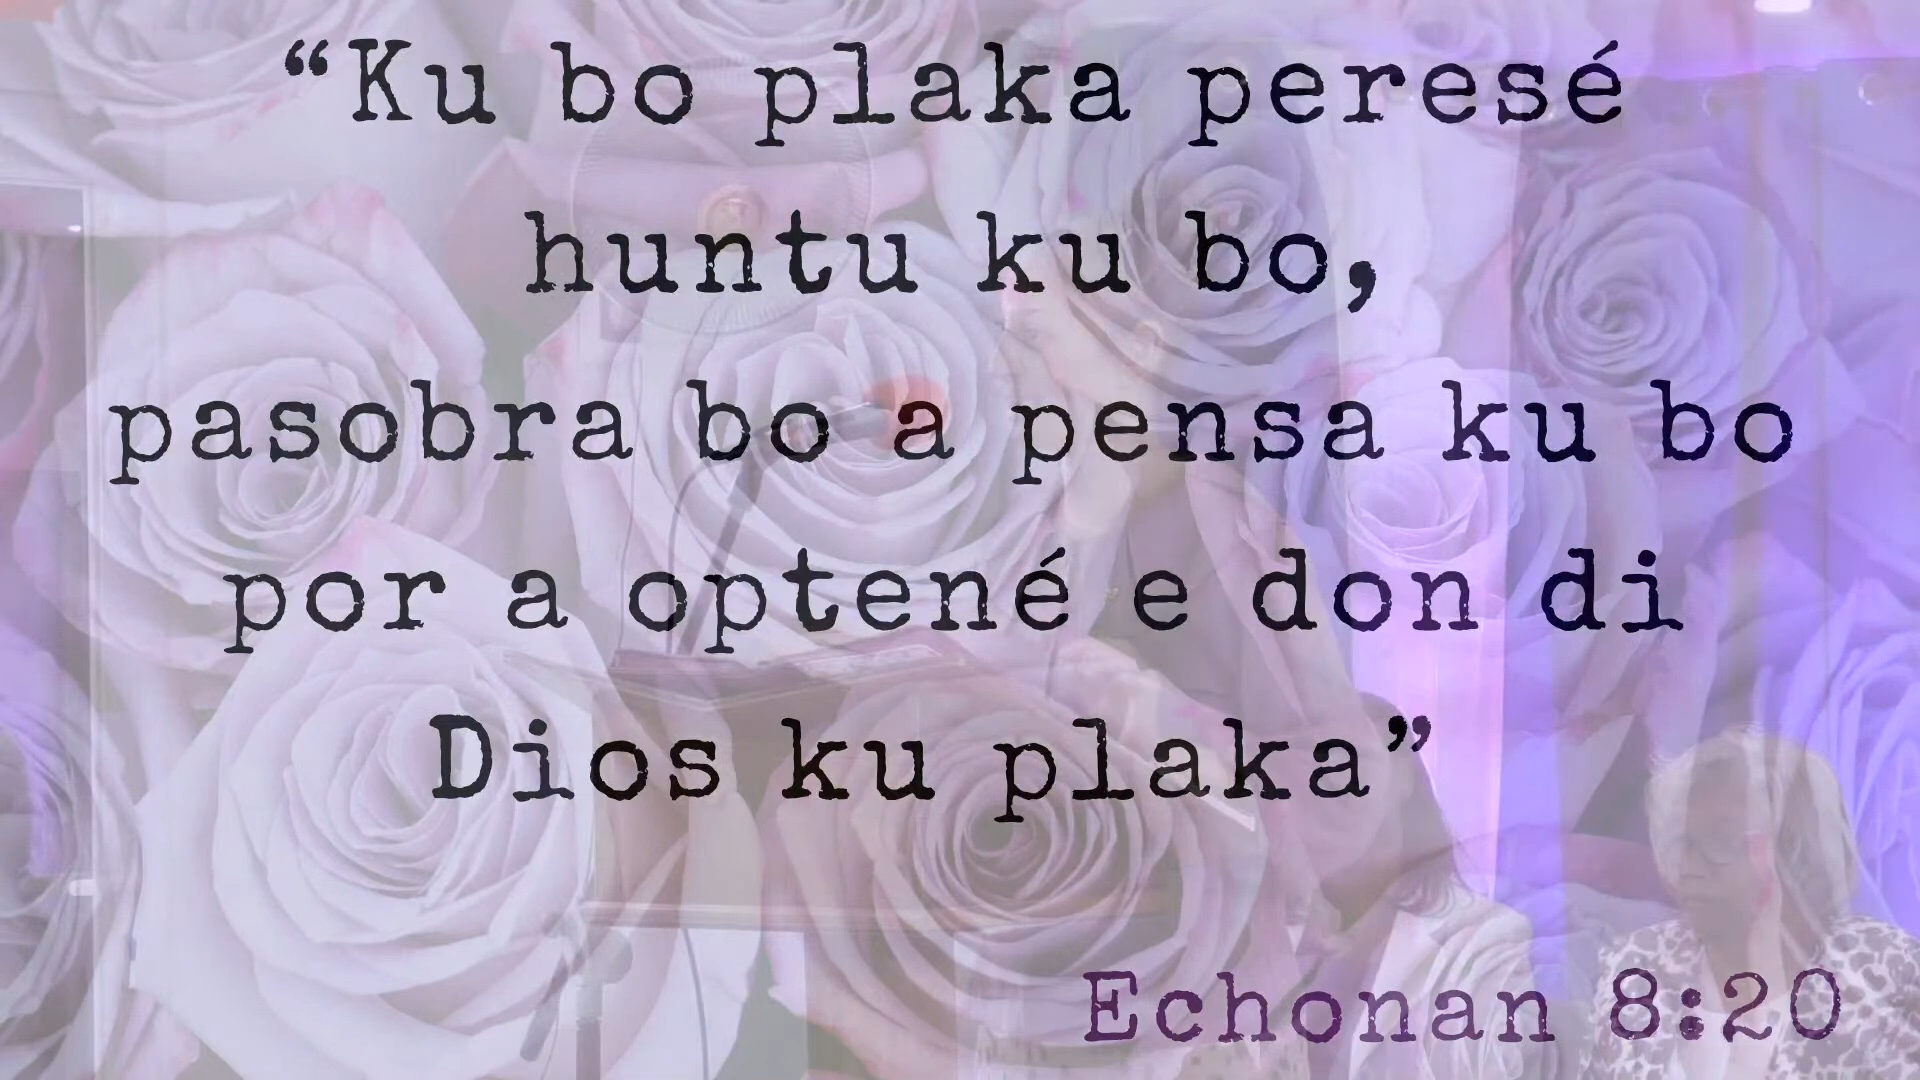 “Ku bo plaka peresé
huntu ku bo,
pasobra bo a pensa ku bo
por a optené e don di
Dios ku plaka”
Echonan 8:20